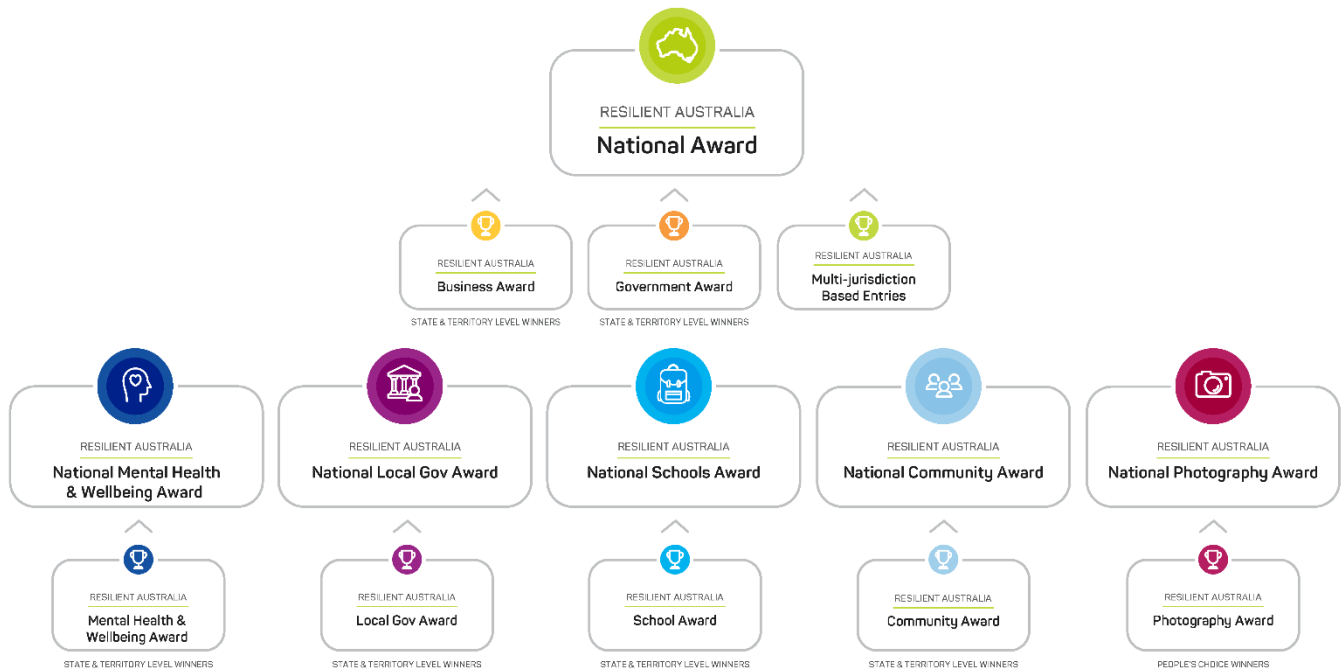 RESILIENT AUSTRALIA
National Award
RESILIENT AUSTRALIA
Business Award
STATE & TERRITORY LEVEL WINNERS
RESILIENT AUSTRALIA
Government Award
STATE & TERRITORY LEVEL WINNERS
RESILIENT AUSTRALIA
Multi-jurisdiction
Based Entries
RESILIENT AUSTRALIA
National Mental Health
& Wellbeing Award
RESILIENT AUSTRALIA
National Local Gov Award
RESILIENT AUSTRALIA
National Schools Award
RESILIENT AUSTRALIA
National Community Award
RESILIENT AUSTRALIA
National Photography Award
RESILIENT AUSTRALIA
Mental Health &
Wellbeing Award
STATE & TERRITORY LEVEL WINNERS
RESILIENT AUSTRALIA
Local Gov Award
STATE & TERRITORY LEVEL WINNERS
RESILIENT AUSTRALIA
School Award
STATE & TERRITORY LEVEL WINNERS
RESILIENT AUSTRALIA
Community Award
STATE & TERRITORY LEVEL WINNERS
RESILIENT AUSTRALIA
Photography Award
PEOPLE'S CHOICE WINNERS